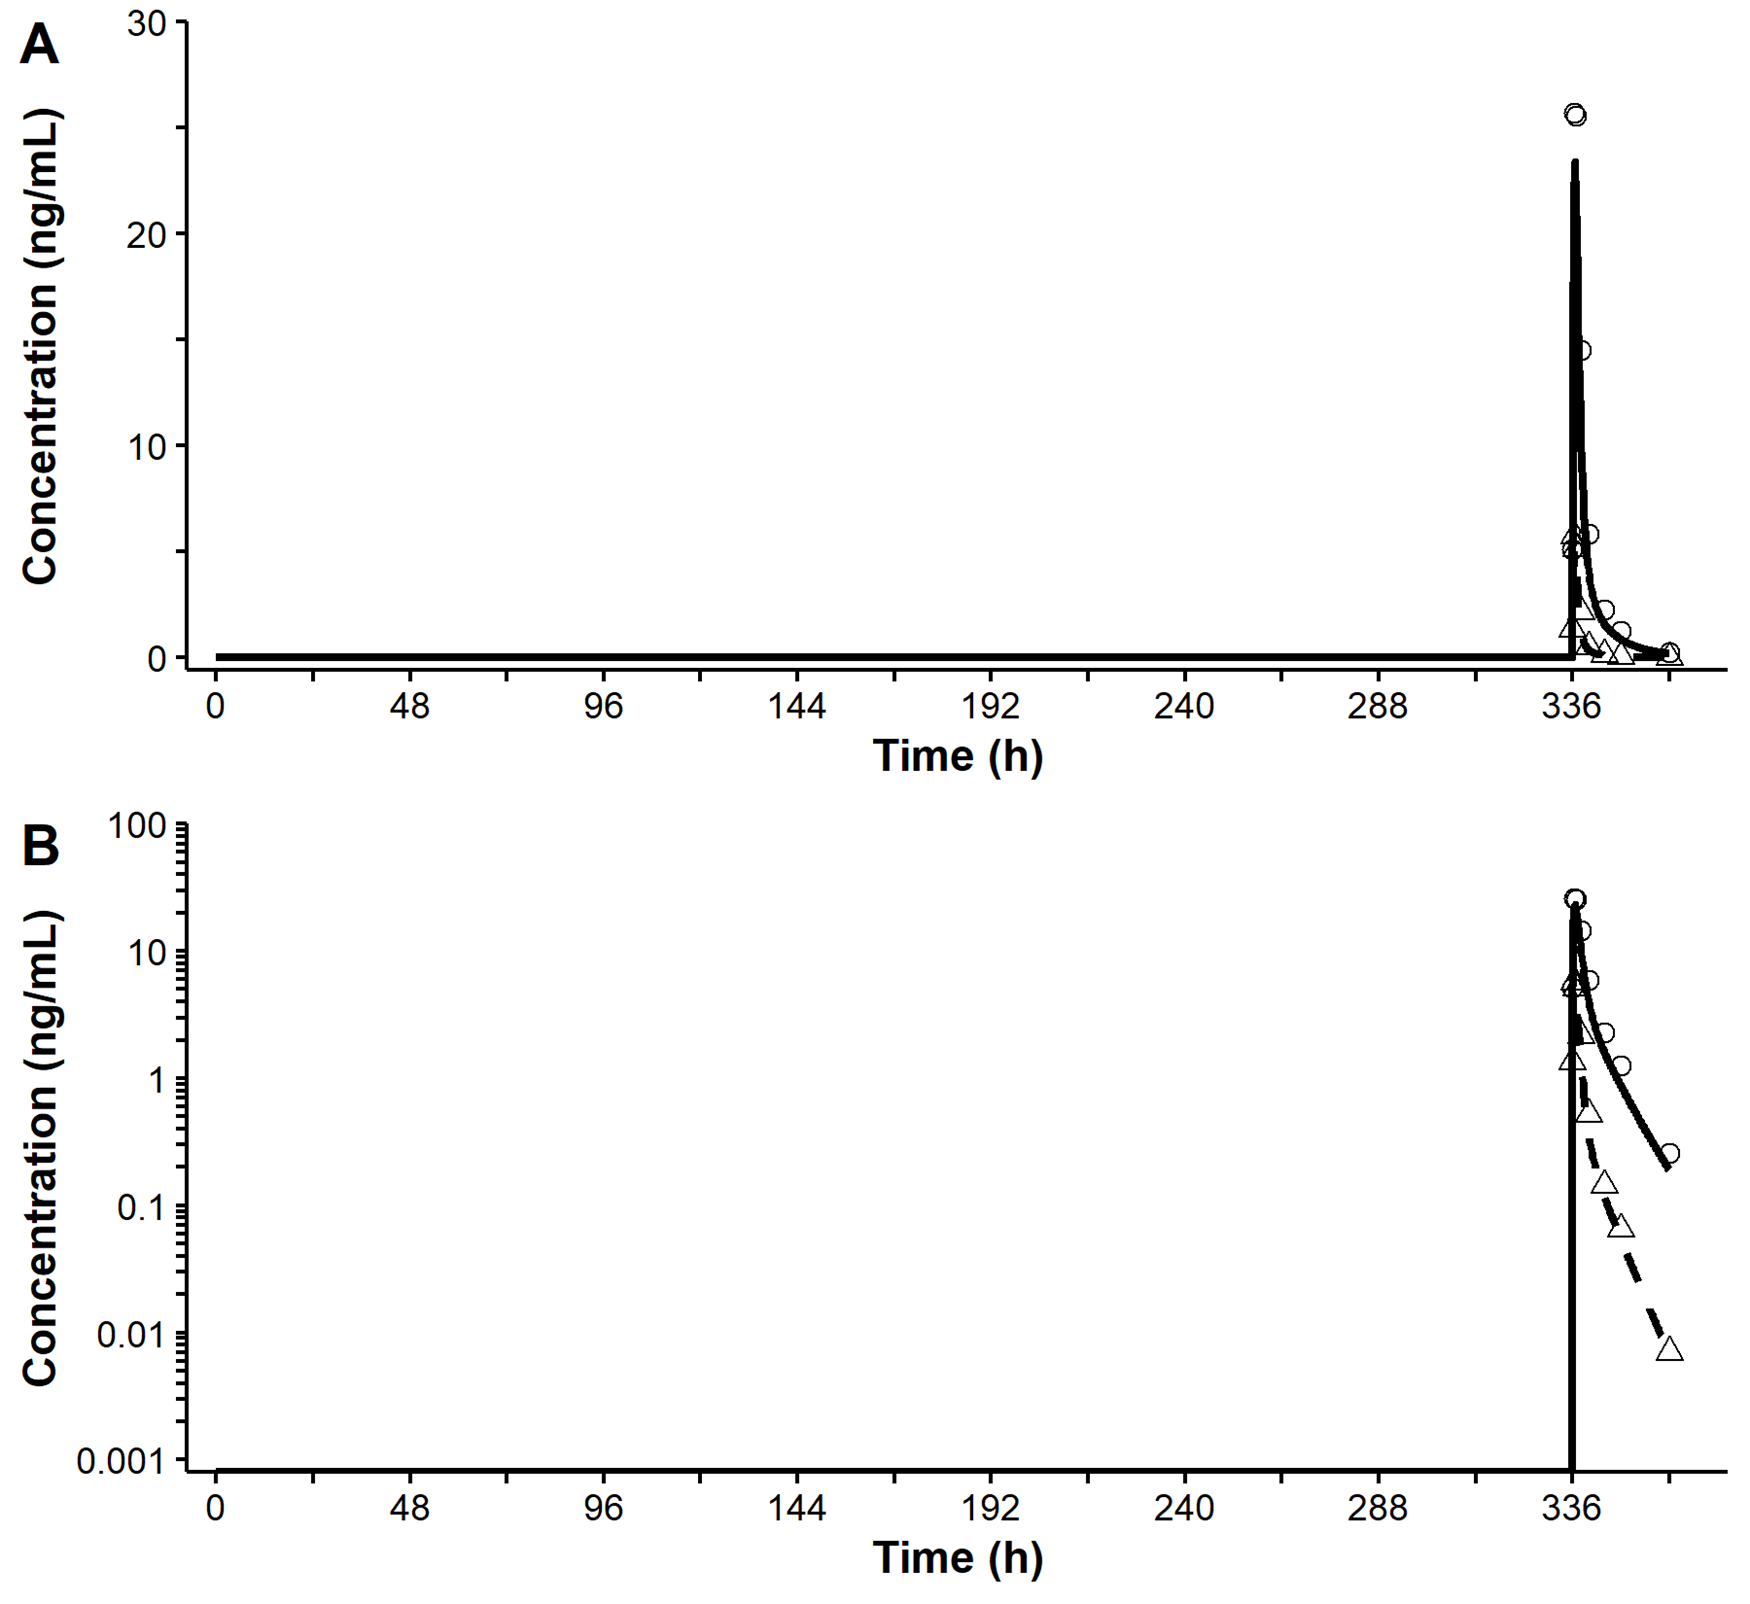 A
Concentration (ng/mL)
30
20
10
0
0 48 96 144 192 240 288 336
Time (h)
B
Concentration (ng/mL)
100
10
1
0.1
0.01
0.001
0 48 96 144 192 240 288 336
Time (h)